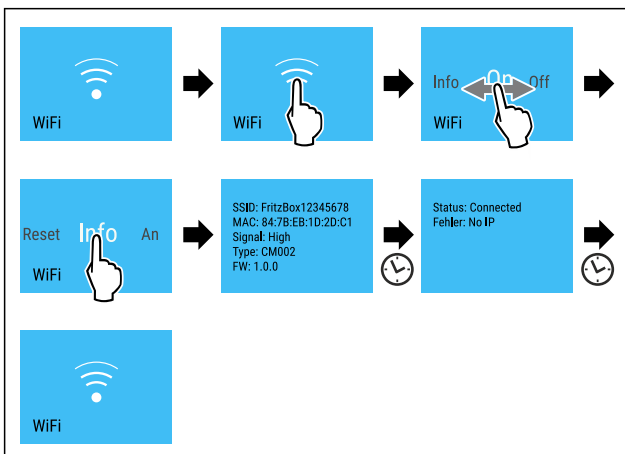 WiFi
WiFi
Info On Off
WiFi
Reset Info An
WiFi
SSID: FritzBox12345678
MAC: 84:7B:EB:1D:2D:C1
Signal: High
Type: CM002
FW: 1.0.0
Status: Connected
Fehler: No IP
WiFi